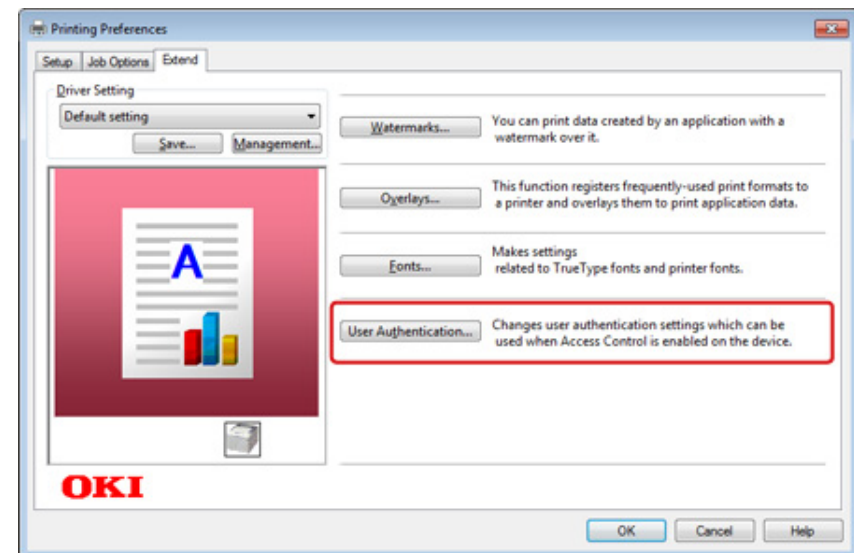 Printing Preferences
Setup
Job Options
Extend
Driver Setting
Default setting
Save...
Management...
A
OKI
Watermarks...
You can print data created by an application with a
watermark over it.
Overlays...
This function registers frequently-used print formats to
a printer and overlays them to print application data.
Fonts...
Makes settings
related to TrueType fonts and printer fonts.
User Authentication...
Changes user authentication settings which can be
used when Access Control is enabled on the device.
OK
Cancel
Help